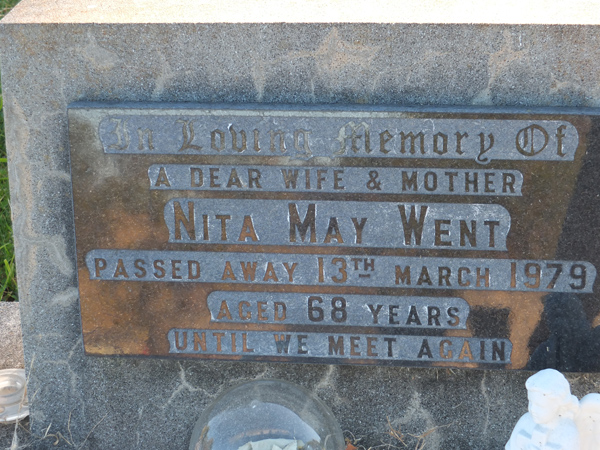 In Loving Memory Of
A DEAR WIFE & MOTHER
NITA MAY WENT
PASSED AWAY 13TH MARCH 1979
AGED 68 YEARS
UNTIL WE MEET AGAIN